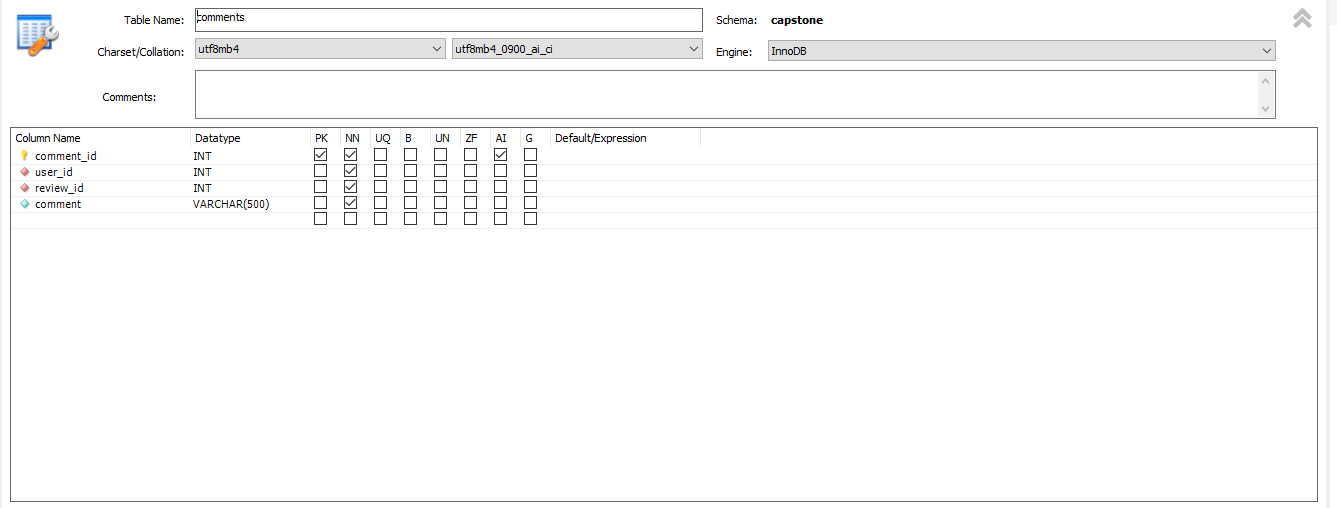 Table Name: comments Schema: capstone
Charset/Collation: utf8mb4 utf8mb4_0900_ai_ci Engine: InnoDB
Comments:
Column Name Datatype PK NN UQ B UN ZF AI G Default/Expression
comment_id INT
user_id INT
review_id INT
comment VARCHAR(500)